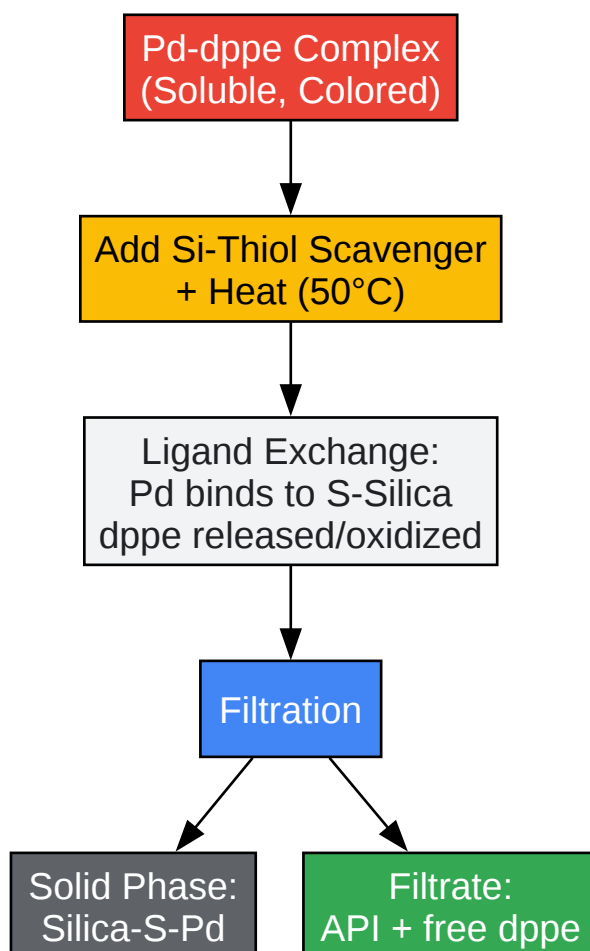 Pd-dppe Complex
(Soluble, Colored)
Add Si-Thiol Scavenger
+ Heat (50°C)
Ligand Exchange:
Pd binds to S-Silica
dppe released/oxidized
Filtration
Solid Phase:
Silica-S-Pd
Filtrate:
API + free dppe